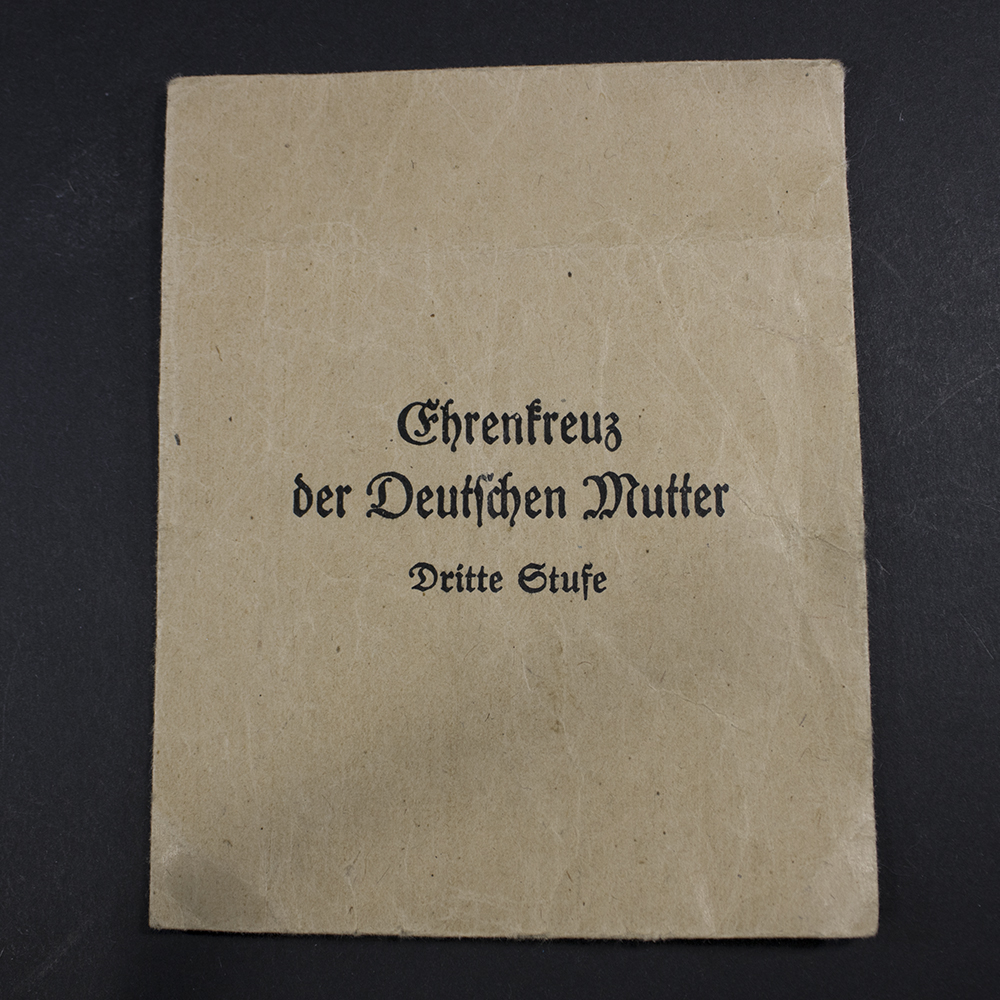 Ehrenkreuz
der Deutschen Mutter
Dritte Stufe